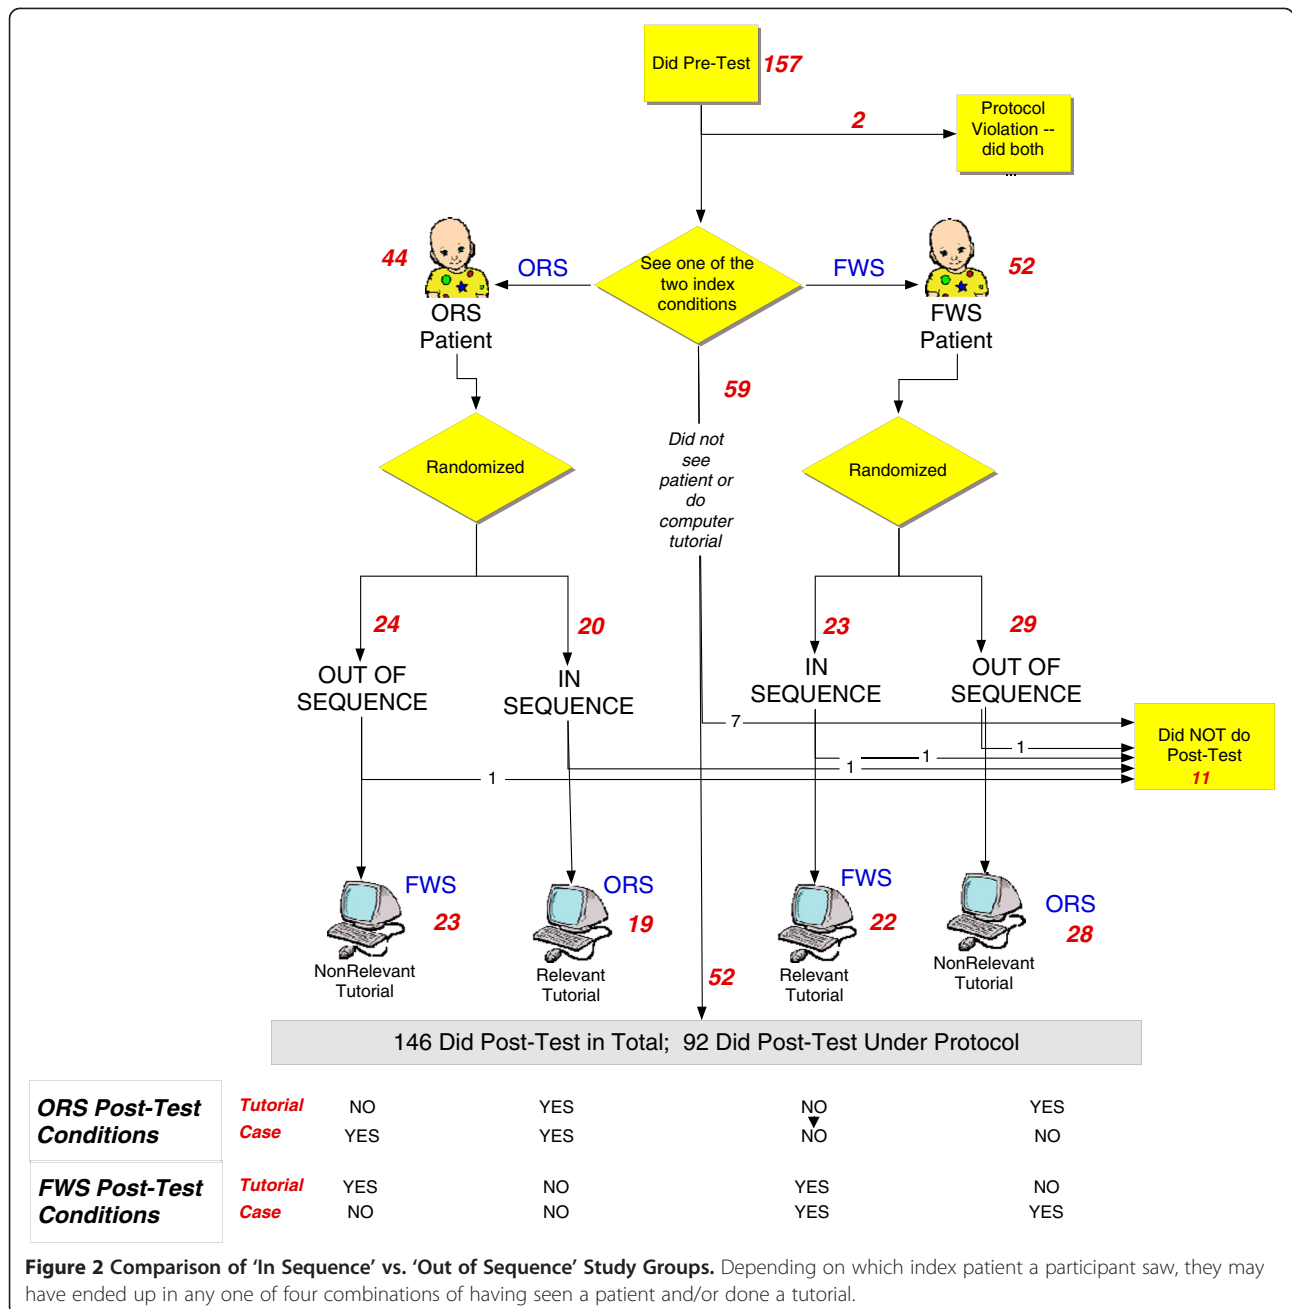 Did Pre-Test
157
2
Protocol
Violation --
did both
...
44
ORS
See one of the
two index
conditions
FWS
52
ORS
Patient
FWS
Patient
59
Did not
see
patient or
do
computer
tutorial
Randomized
Randomized
24
20
23
29
OUT OF
SEQUENCE
IN
SEQUENCE
IN
SEQUENCE
OUT OF
SEQUENCE
7
1
1
1
1
Did NOT do
Post-Test
11
FWS
23
NonRelevant
Tutorial
ORS
19
Relevant
Tutorial
52
FWS
22
Relevant
Tutorial
ORS
28
NonRelevant
Tutorial
146 Did Post-Test in Total; 92 Did Post-Test Under Protocol
ORS Post-Test
Conditions
Tutorial NO YES NO YES
Case YES YES NO NO
FWS Post-Test
Conditions
Tutorial YES NO YES NO
Case NO NO YES YES
Figure 2 Comparison of 'In Sequence' vs. 'Out of Sequence' Study Groups. Depending on which index patient a participant saw, they may
have ended up in any one of four combinations of having seen a patient and/or done a tutorial.